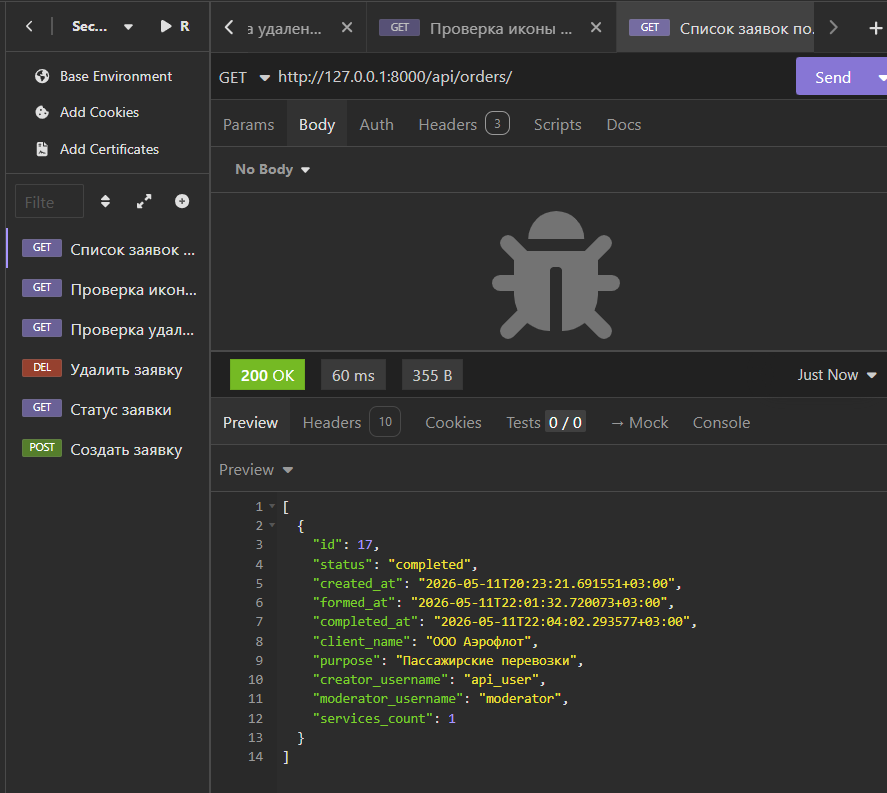 Sec... R
а удален...
GET Проверка иконы ...
GET Список заявок по.
Base Environment
Add Cookies
Add Certificates
Filte
GET Список заявок ...
GET Проверка икон...
GET Проверка удал...
DEL Удалить заявку
GET Статус заявки
POST Создать заявку
GET http://127.0.0.1:8000/api/orders/ Send
Params Body Auth Headers 3 Scripts Docs
No Body
200 OK 60 ms 355 B Just Now
Preview Headers 10 Cookies Tests 0 / 0 → Mock Console
Preview
1 [
2 {
3 "id": 17,
4 "status": "completed",
5 "created_at": "2026-05-11T20:23:21.691551+03:00",
6 "formed_at": "2026-05-11T22:01:32.720073+03:00",
7 "completed_at": "2026-05-11T22:04:02.293577+03:00",
8 "client_name": "ООО Аэрофлот",
9 "purpose": "Пассажирские перевозки",
10 "creator_username": "api_user",
11 "moderator_username": "moderator",
12 "services_count": 1
13 }
14 ]